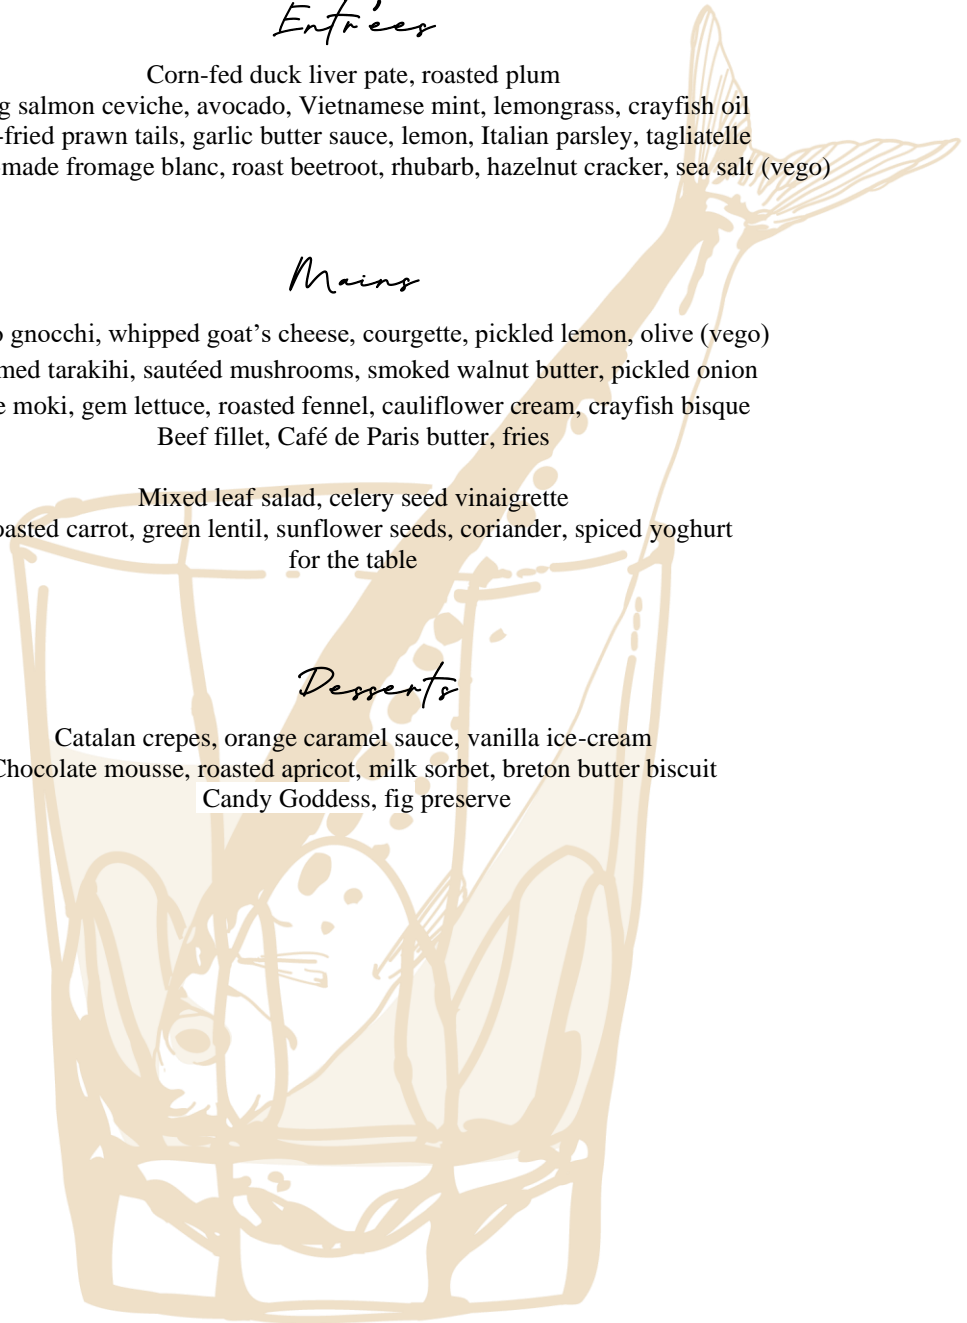 Entrées
Corn-fed duck liver pate, roasted plum
salmon ceviche, avocado, Vietnamese mint, lemongrass, crayfish oil
-fried prawn tails, garlic butter sauce, lemon, Italian parsley, tagliatelle
made fromage blanc, roast beetroot, rhubarb, hazelnut cracker, sea salt (vego)
Mains
gnocchi, whipped goat’s cheese, courgette, pickled lemon, olive (vego)
tarakihi, sautéed mushrooms, smoked walnut butter, pickled onion
moki, gem lettuce, roasted fennel, cauliflower cream, crayfish bisque
Beef fillet, Café de Paris butter, fries
Mixed leaf salad, celery seed vinaigrette
carrot, green lentil, sunflower seeds, coriander, spiced yoghurt
for the table
Desserts
Catalan crepes, orange caramel sauce, vanilla ice-cream
Chocolate mousse, roasted apricot, milk sorbet, breton butter biscuit
Candy Goddess, fig preserve